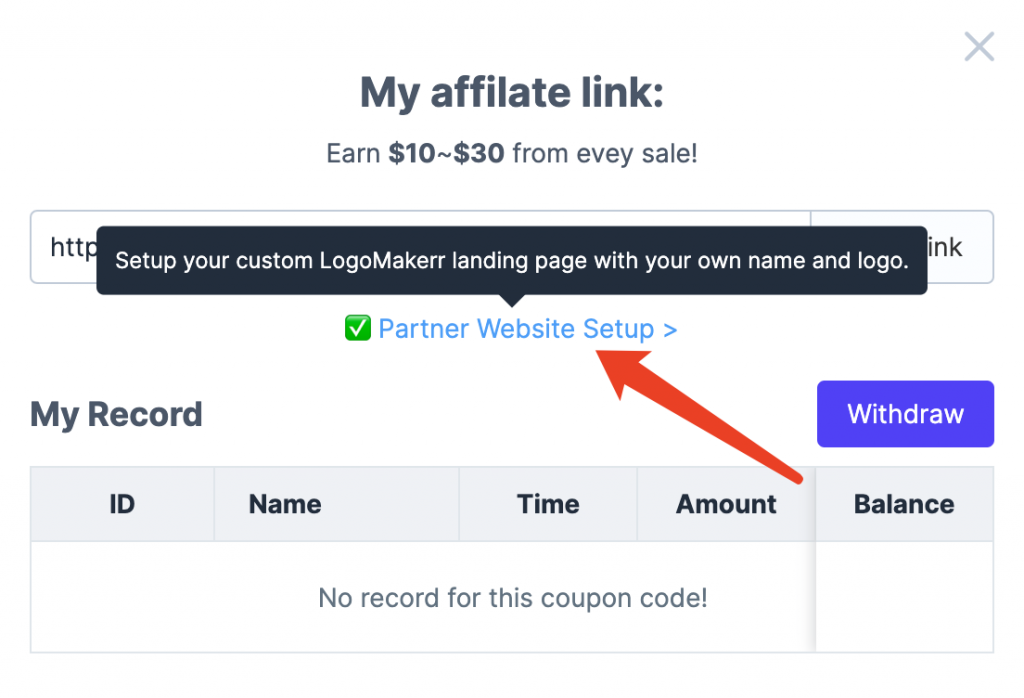 My affilate link:
Earn $10~$30 from evey sale!
http
ink
Setup your custom LogoMakerr landing page with your own name and logo.
✅ Partner Website Setup >
My Record
Withdraw
ID Name Time Amount Balance
No record for this coupon code!